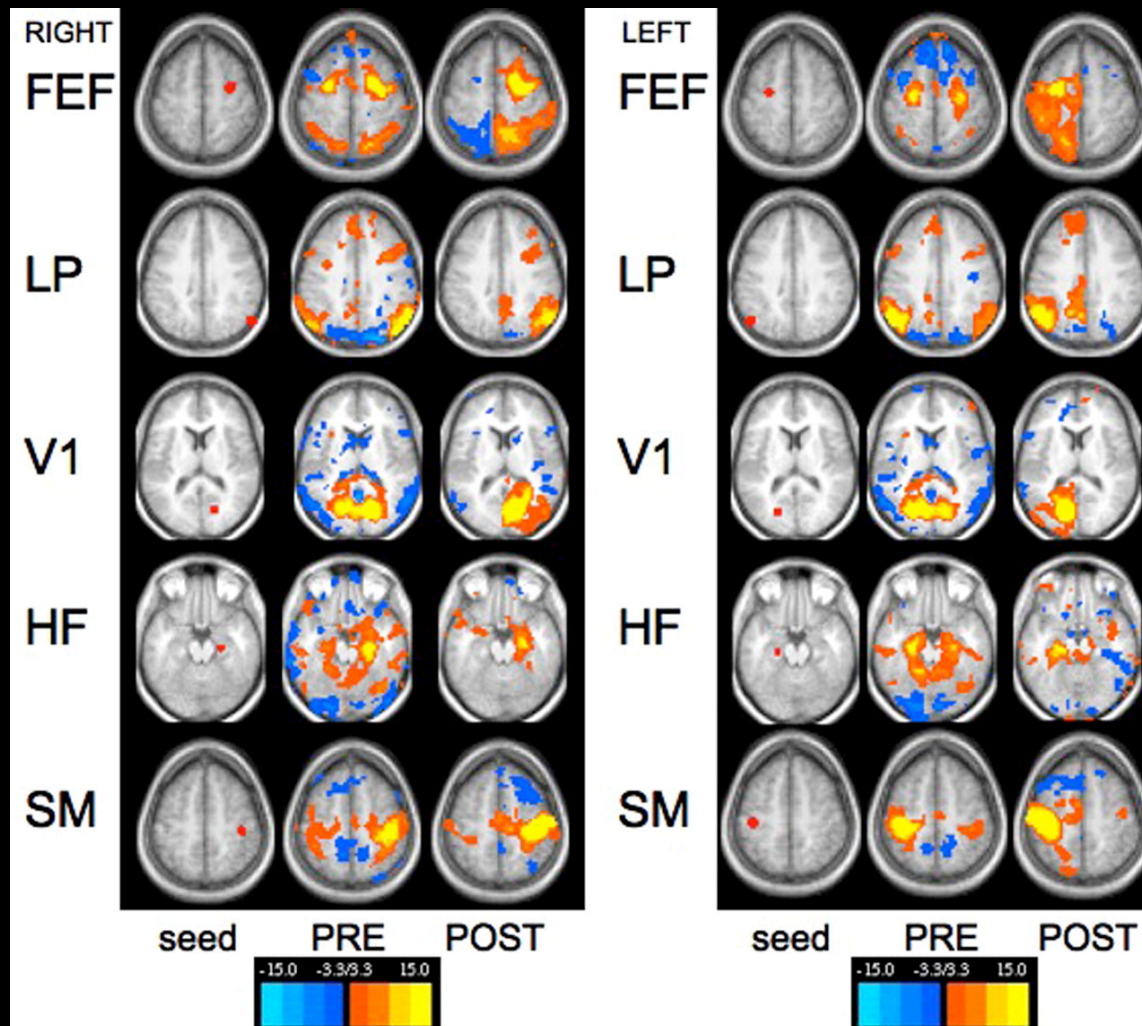 RIGHT
FEF
LP
V1
HF
SM
seed PRE POST
-15.0 -3.3/3.3 15.0
LEFT
FEF
LP
V1
HF
SM
seed PRE POST
-15.0 -3.3/3.3 15.0